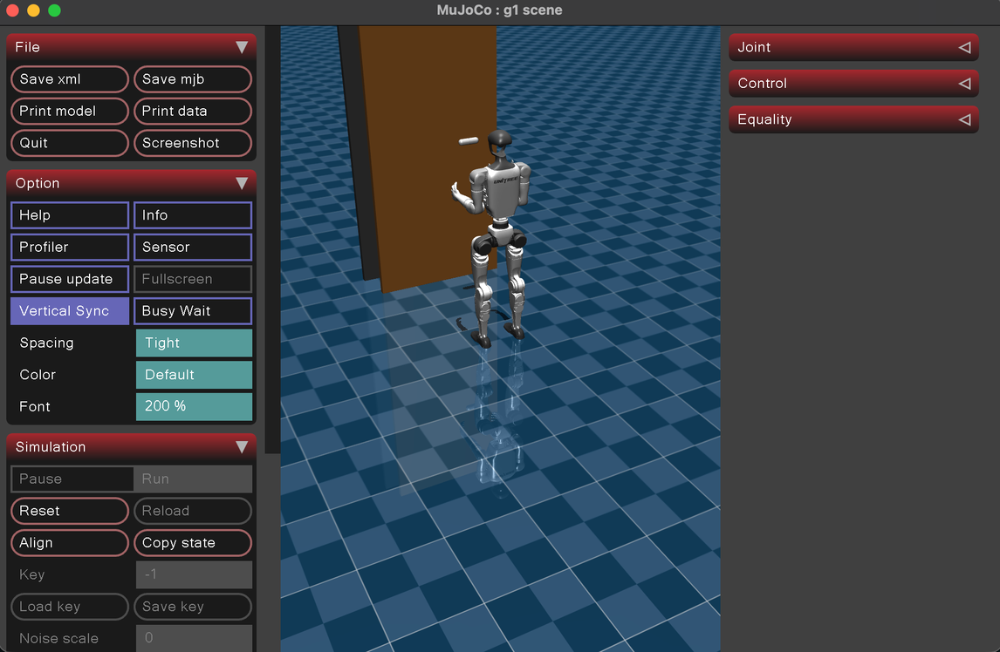 MuJoCo : g1 scene
File
Save xml Save mjb
Print model Print data
Quit Screenshot
Option
Help Info
Profiler Sensor
Pause update Fullscreen
Vertical Sync Busy Wait
Spacing Tight
Color Default
Font 200 %
Simulation
Pause Run
Reset Reload
Align Copy state
Key -1
Load key Save key
Noise scale 0
UNITREE
Joint
Control
Equality